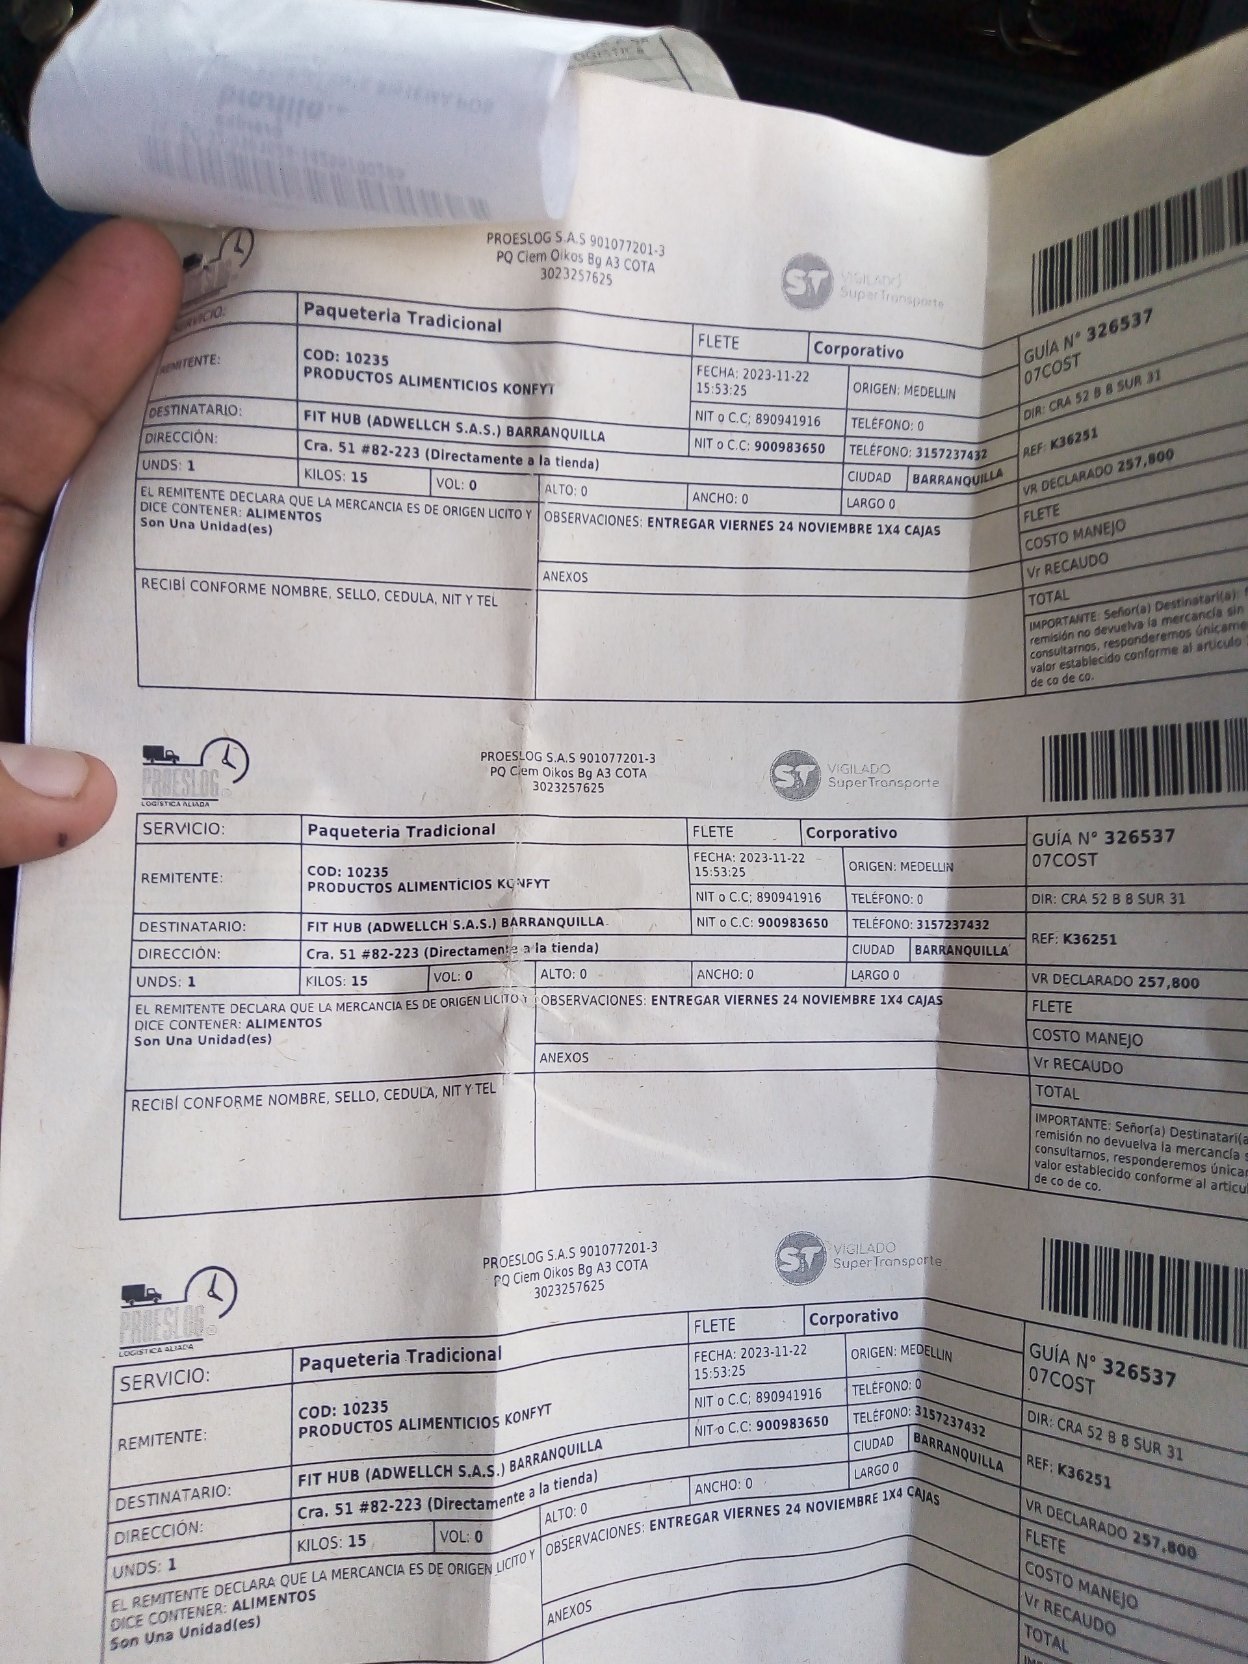 PROESLOG S.A.S 901077201-3
PQ Ciem Oikos Bg A3 COTA
3023257625
ST VIGILADO
SuperTransporte
SERVICIO: Paqueteria Tradicional FLETE Corporativo
REMITENTE: COD: 10235
PRODUCTOS ALIMENTICIOS KONFYT
FECHA: 2023-11-22
15:53:25
ORIGEN: MEDELLIN
NIT o C.C; 890941916 TELÉFONO: 0
DESTINATARIO: FIT HUB (ADWELLCH S.A.S.) BARRANQUILLA NIT o C.C: 900983650 TELÉFONO: 3157237432
DIRECCIÓN: Cra. 51 #82-223 (Directamente a la tienda) CIUDAD BARRANQUILLA
UNDS: 1 KILOS: 15 VOL: 0 ALTO: 0 ANCHO: 0 LARGO 0
EL REMITENTE DECLARA QUE LA MERCANCIA ES DE ORIGEN LICITO Y
DICE CONTENER: ALIMENTOS
Son Una Unidad(es)
OBSERVACIONES: ENTREGAR VIERNES 24 NOVIEMBRE 1X4 CAJAS
ANEXOS
RECIBÍ CONFORME NOMBRE, SELLO, CEDULA, NIT Y TEL
GUÍA N° 326537
07COST
DIR: CRA 52 B 8 SUR 31
REF: K36251
VR DECLARADO 257,800
FLETE
COSTO MANEJO
Vr RECAUDO
TOTAL
IMPORTANTE: Señor(a) Destinatari(a):
remisión no devuelva la mercancía sin
consultarnos, responderemos únicame
valor establecido conforme al articulo
de co de co.
PROESLOG
LOGÍSTICA ALIADA
PROESLOG S.A.S 901077201-3
PQ Ciem Oikos Bg A3 COTA
3023257625
ST VIGILADO
SuperTransporte
SERVICIO: Paqueteria Tradicional FLETE Corporativo
REMITENTE: COD: 10235
PRODUCTOS ALIMENTICIOS KONFYT
FECHA: 2023-11-22
15:53:25
ORIGEN: MEDELLIN
NIT o C.C; 890941916 TELÉFONO: 0
DESTINATARIO: FIT HUB (ADWELLCH S.A.S.) BARRANQUILLA NIT o C.C: 900983650 TELÉFONO: 3157237432
DIRECCIÓN: Cra. 51 #82-223 (Directamente a la tienda) CIUDAD BARRANQUILLA
UNDS: 1 KILOS: 15 VOL: 0 ALTO: 0 ANCHO: 0 LARGO 0
EL REMITENTE DECLARA QUE LA MERCANCIA ES DE ORIGEN LICITO Y
DICE CONTENER: ALIMENTOS
Son Una Unidad(es)
OBSERVACIONES: ENTREGAR VIERNES 24 NOVIEMBRE 1X4 CAJAS
ANEXOS
RECIBÍ CONFORME NOMBRE, SELLO, CEDULA, NIT Y TEL
GUÍA N° 326537
07COST
DIR: CRA 52 B 8 SUR 31
REF: K36251
VR DECLARADO 257,800
FLETE
COSTO MANEJO
Vr RECAUDO
TOTAL
IMPORTANTE: Señor(a) Destinatari(a
remisión no devuelva la mercancía s
consultarnos, responderemos únicar
valor establecido conforme al articu
de co de co.
PROESLOG
LOGÍSTICA ALIADA
PROESLOG S.A.S 901077201-3
PQ Ciem Oikos Bg A3 COTA
3023257625
ST VIGILADO
SuperTransporte
SERVICIO: Paqueteria Tradicional FLETE Corporativo
REMITENTE: COD: 10235
PRODUCTOS ALIMENTICIOS KONFYT
FECHA: 2023-11-22
15:53:25
ORIGEN: MEDELLIN
NIT o C.C; 890941916 TELÉFONO: 0
DESTINATARIO: FIT HUB (ADWELLCH S.A.S.) BARRANQUILLA NIT o C.C: 900983650 TELÉFONO: 3157237432
DIRECCIÓN: Cra. 51 #82-223 (Directamente a la tienda) CIUDAD BARRANQUILLA
UNDS: 1 KILOS: 15 VOL: 0 ALTO: 0 ANCHO: 0 LARGO 0
EL REMITENTE DECLARA QUE LA MERCANCIA ES DE ORIGEN LICITO Y
DICE CONTENER: ALIMENTOS
Son Una Unidad(es)
OBSERVACIONES: ENTREGAR VIERNES 24 NOVIEMBRE 1X4 CAJAS
ANEXOS
GUÍA N° 326537
07COST
DIR: CRA 52 B 8 SUR 31
REF: K36251
VR DECLARADO 257,800
FLETE
COSTO MANEJO
Vr RECAUDO
TOTAL